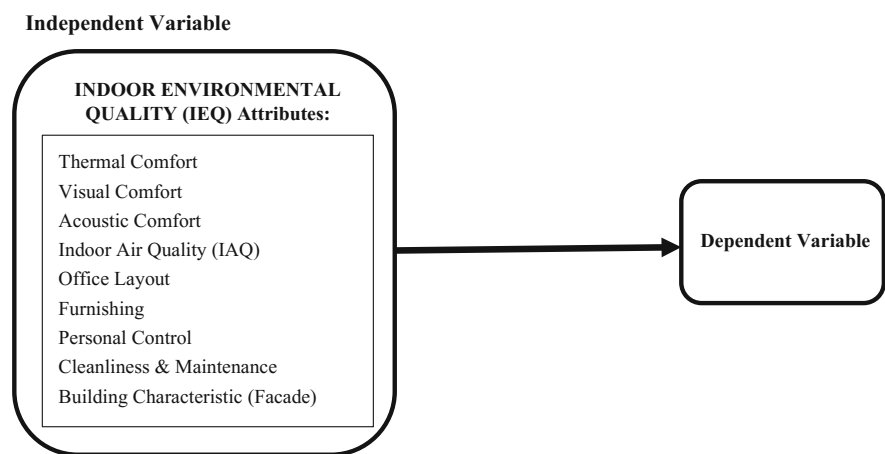 Independent Variable
INDOOR ENVIRONMENTAL
QUALITY (IEQ) Attributes:
Thermal Comfort
Visual Comfort
Acoustic Comfort
Indoor Air Quality (IAQ)
Office Layout
Furnishing
Personal Control
Cleanliness & Maintenance
Building Characteristic (Facade)
Dependent Variable